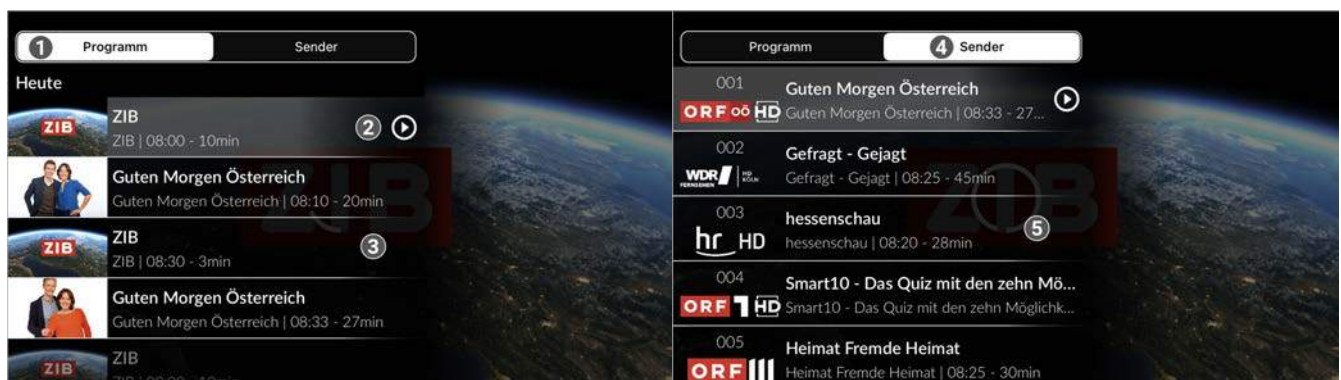 1 Programm Sender
Heute
ZIB
ZIB
ZIB | 08:00 - 10min
2
Guten Morgen Österreich
Guten Morgen Österreich | 08:10 - 20min
ZIB
ZIB
ZIB | 08:30 - 3min
3
Guten Morgen Österreich
Guten Morgen Österreich | 08:33 - 27min
ZIB
ZIB
ZIB
Programm 4 Sender
001
ORF OÖ HD
Guten Morgen Österreich
Guten Morgen Österreich | 08:33 - 27...
002
WDR FERNSEHEN HD KÖLN
Gefragt - Gejagt
Gefragt - Gejagt | 08:25 - 45min
003
hr HD
hessenschau
hessenschau | 08:20 - 28min
5
004
ORF 1 HD
Smart10 - Das Quiz mit den zehn Mö...
Smart10 - Das Quiz mit den zehn Möglichk...
005
ORF III
Heimat Fremde Heimat
Heimat Fremde Heimat | 08:25 - 30min
ZIB